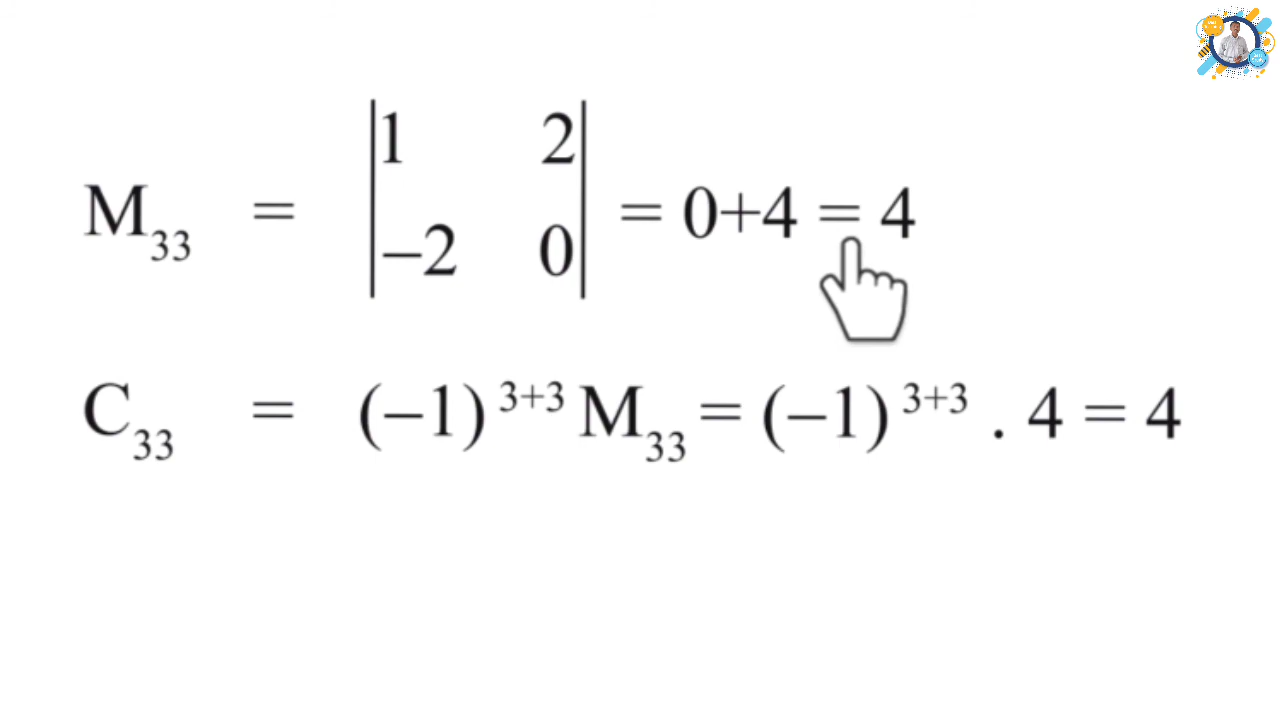 M₃₃ = |1 2|
|−2 0| = 0+4 = 4
C₃₃ = (−1)³⁺³ M₃₃ = (−1)³⁺³ . 4 = 4